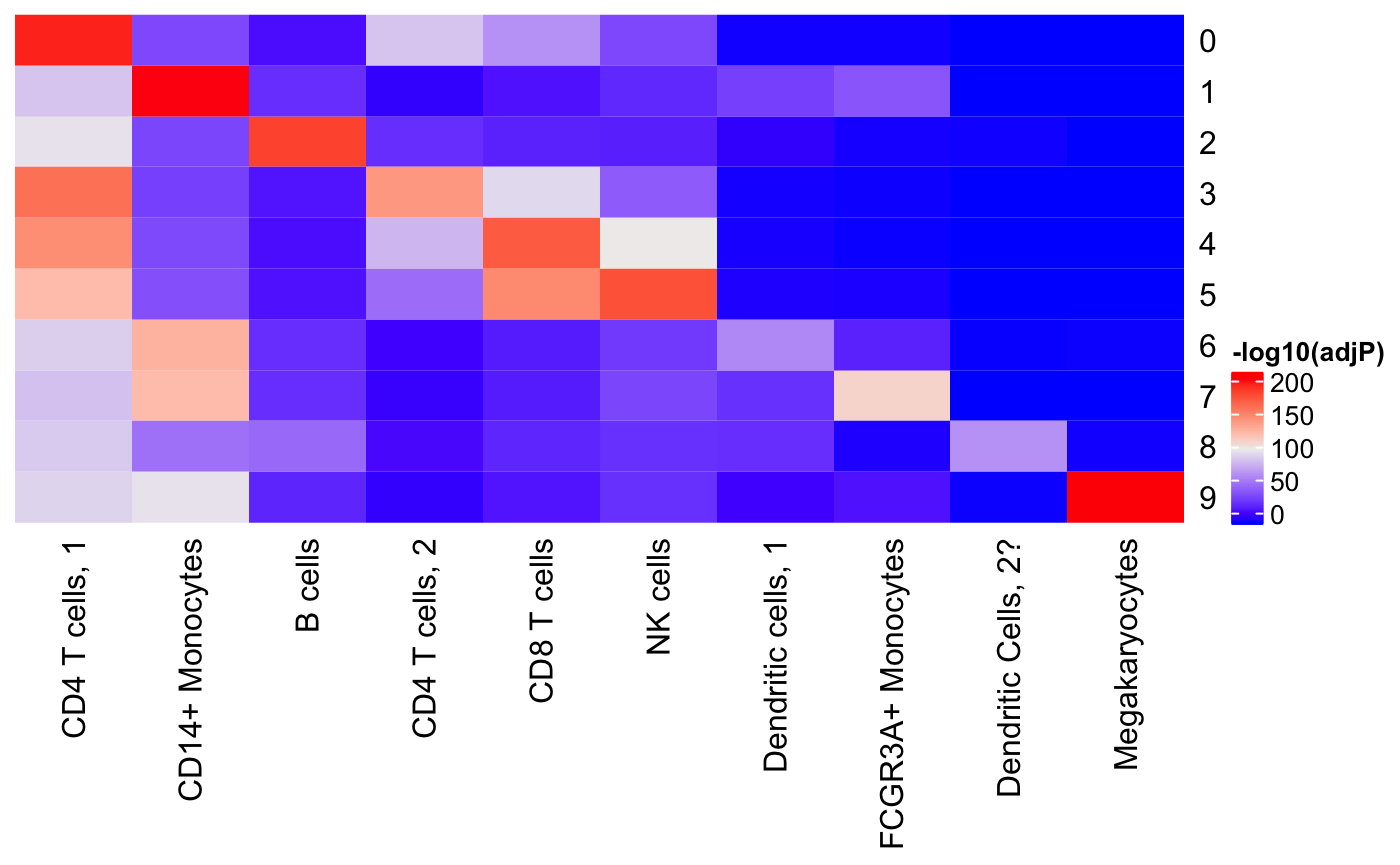 0
1
2
3
4
5
6
7
8
9
-log10(adjP)
200
150
100
50
0
CD4 T cells, 1
CD14+ Monocytes
B cells
CD4 T cells, 2
CD8 T cells
NK cells
Dendritic cells, 1
FCGR3A+ Monocytes
Dendritic Cells, 2?
Megakaryocytes